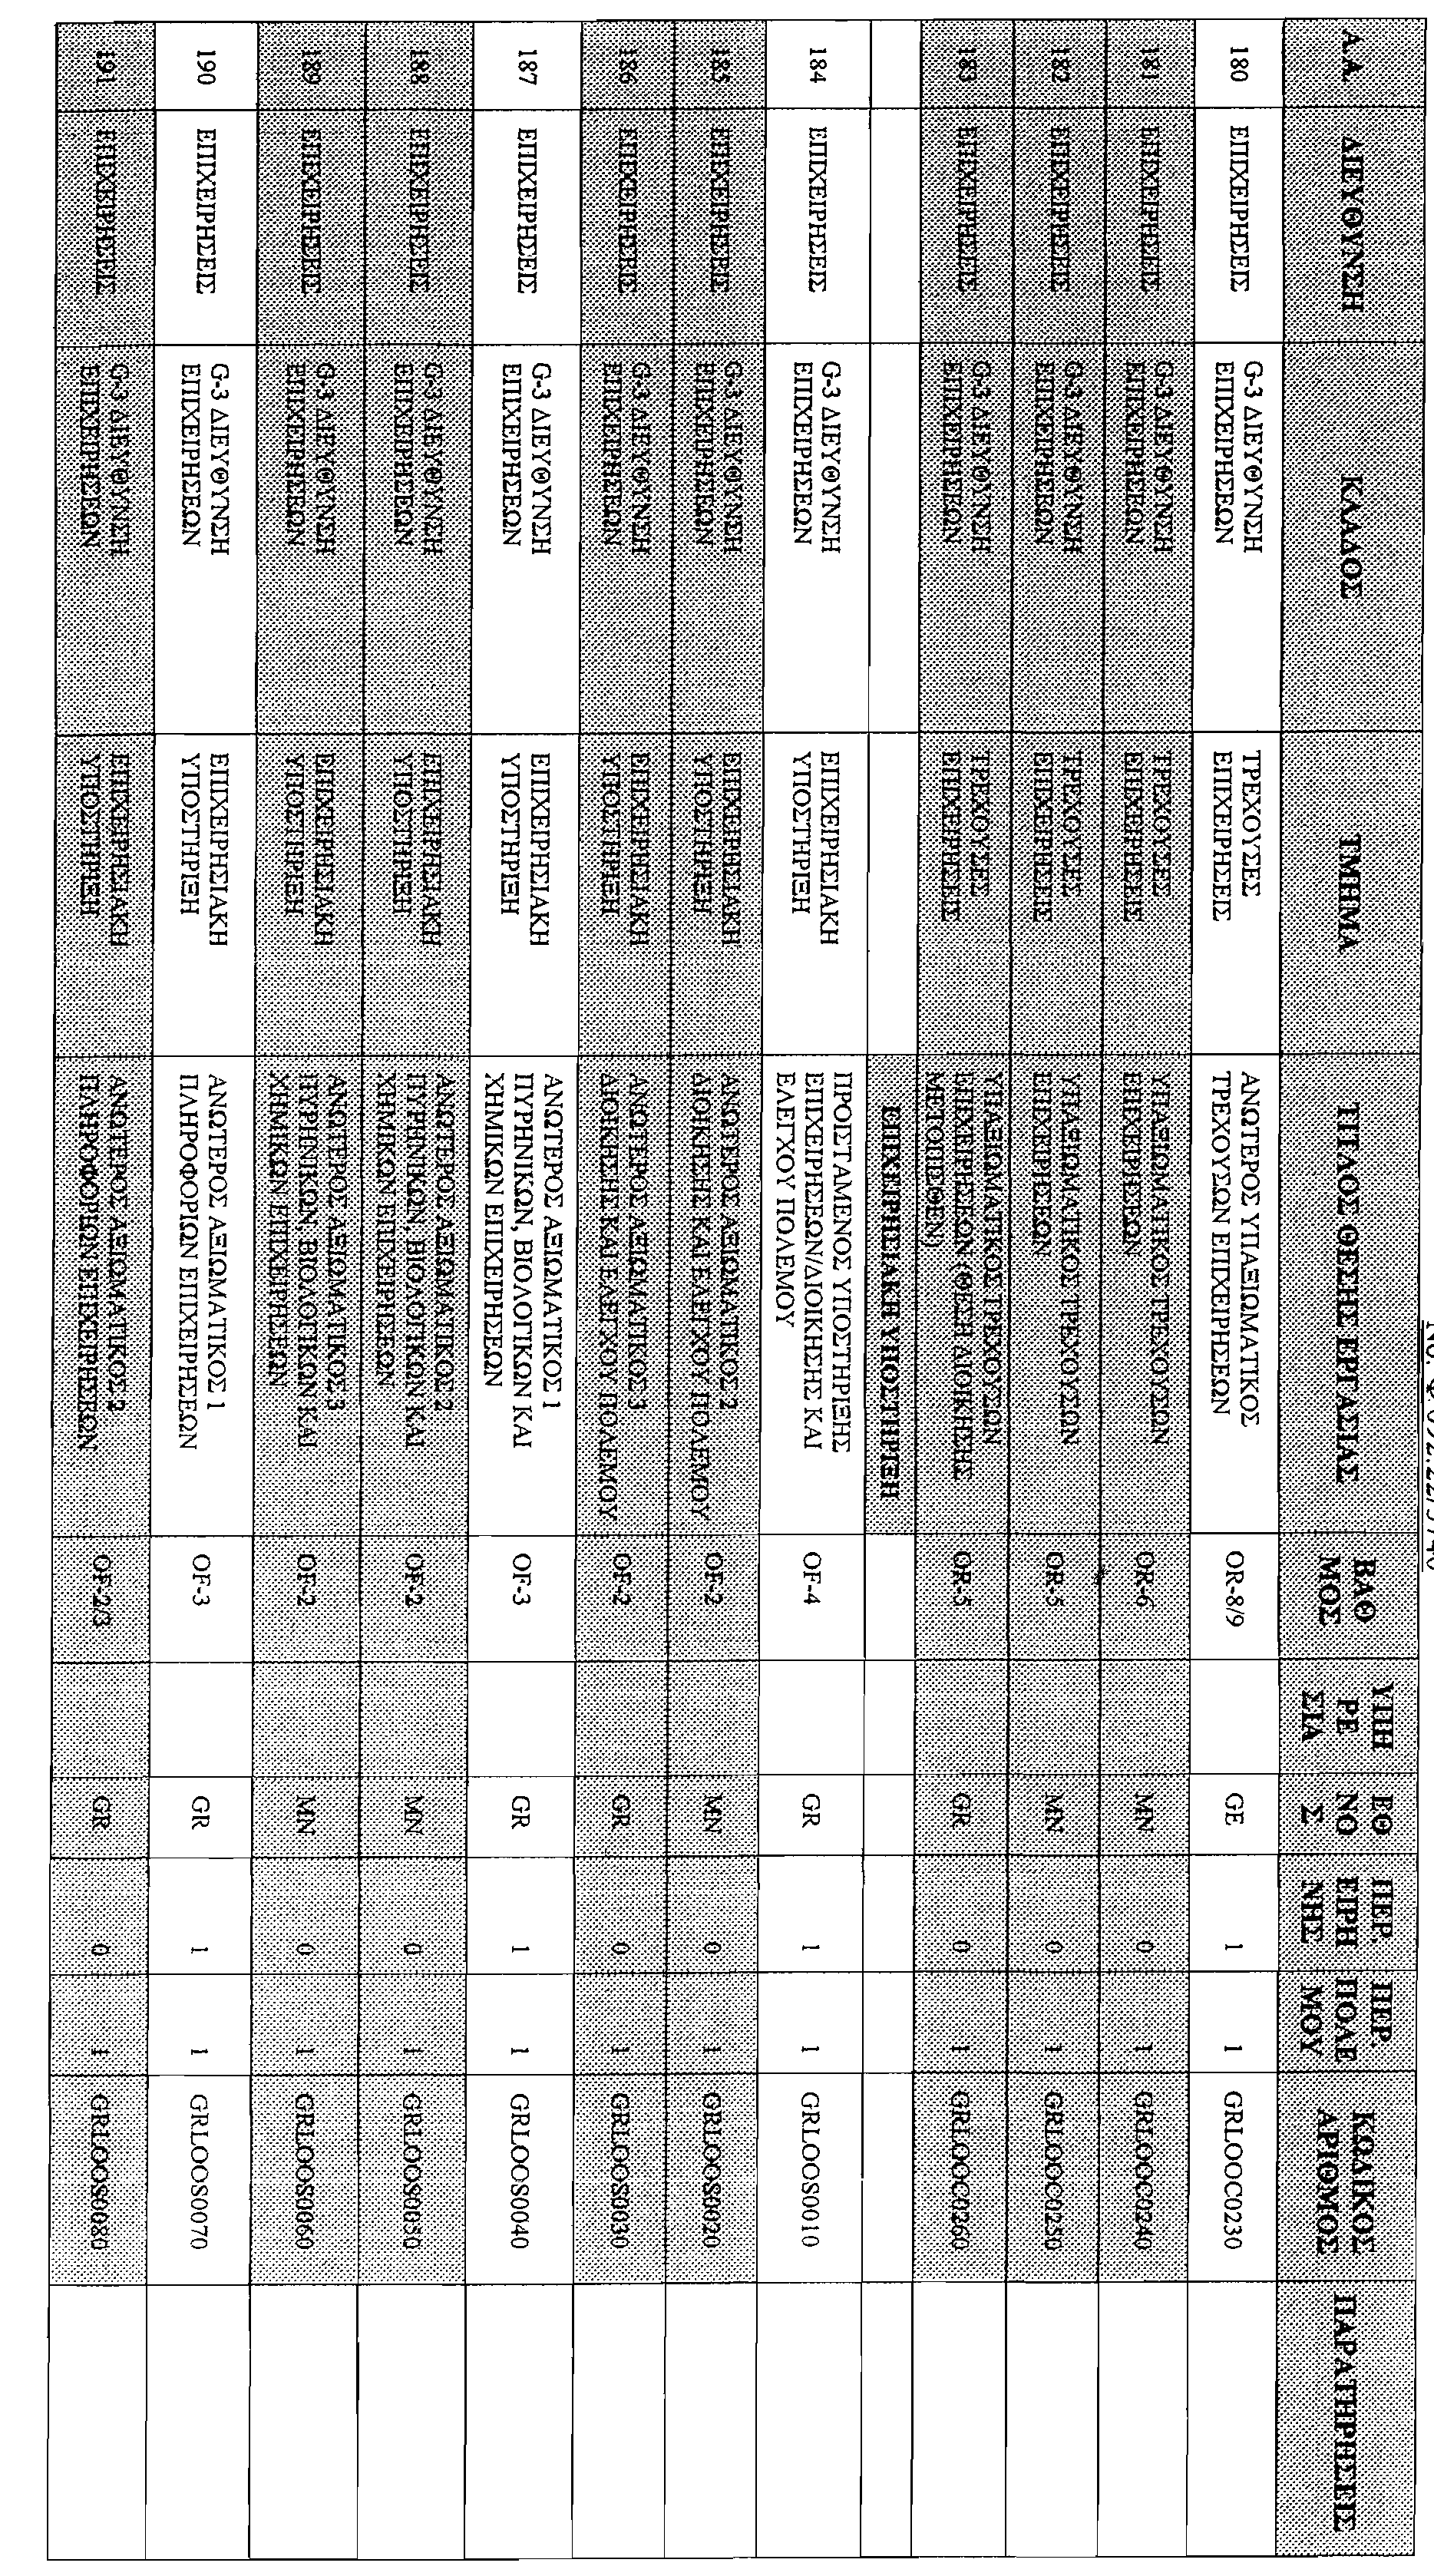 Α.Α. ΔΙΕΥΘΥΝΣΗ ΚΛΑΔΟΣ ΤΜΗΜΑ ΤΙΤΛΟΣ ΘΕΣΗΣ ΕΡΓΑΣΙΑΣ ΒΑΘ ΥΠΗ ΕΘ ΠΕΡ. ΠΕΡ. ΚΩΔΙΚΟΣ ΠΑΡΑΤΗΡΗΣΕΙΣ
ΜΟΣ ΡΕ ΝΟ ΕΙΡΗ ΠΟΛΕ ΑΡΙΘΜΟΣ
ΣΙΑ Σ ΝΗΣ ΜΟΥ
180 ΕΠΙΧΕΙΡΗΣΕΙΣ G-3 ΔΙΕΥΘΥΝΣΗ ΤΡΕΧΟΥΣΕΣ ΑΝΩΤΕΡΟΣ ΥΠΑΞΙΩΜΑΤΙΚΟΣ OR-8/9 GE 1 1 GRLOOC0230
ΕΠΙΧΕΙΡΗΣΕΩΝ ΕΠΙΧΕΙΡΗΣΕΙΣ ΤΡΕΧΟΥΣΩΝ ΕΠΙΧΕΙΡΗΣΕΩΝ
181 ΕΠΙΧΕΙΡΗΣΕΙΣ G-3 ΔΙΕΥΘΥΝΣΗ ΤΡΕΧΟΥΣΕΣ ΥΠΑΞΙΩΜΑΤΙΚΟΣ ΤΡΕΧΟΥΣΩΝ OR-6 MN 0 1 GRLOOC0240
ΕΠΙΧΕΙΡΗΣΕΩΝ ΕΠΙΧΕΙΡΗΣΕΙΣ ΕΠΙΧΕΙΡΗΣΕΩΝ
182 ΕΠΙΧΕΙΡΗΣΕΙΣ G-3 ΔΙΕΥΘΥΝΣΗ ΤΡΕΧΟΥΣΕΣ ΥΠΑΞΙΩΜΑΤΙΚΟΣ ΤΡΕΧΟΥΣΩΝ OR-5 MN 0 1 GRLOOC0250
ΕΠΙΧΕΙΡΗΣΕΩΝ ΕΠΙΧΕΙΡΗΣΕΙΣ ΕΠΙΧΕΙΡΗΣΕΩΝ
183 ΕΠΙΧΕΙΡΗΣΕΙΣ G-3 ΔΙΕΥΘΥΝΣΗ ΤΡΕΧΟΥΣΕΣ ΥΠΑΞΙΩΜΑΤΙΚΟΣ ΤΡΕΧΟΥΣΩΝ OR-5 GR 0 1 GRLOOC0260
ΕΠΙΧΕΙΡΗΣΕΩΝ ΕΠΙΧΕΙΡΗΣΕΙΣ ΕΠΙΧΕΙΡΗΣΕΩΝ (ΘΕΣΗ ΔΙΟΙΚΗΣΗΣ
ΜΕΤΟΠΙΣΘΕΝ)
ΕΠΙΧΕΙΡΗΣΙΑΚΗ ΥΠΟΣΤΗΡΙΞΗ
184 ΕΠΙΧΕΙΡΗΣΕΙΣ G-3 ΔΙΕΥΘΥΝΣΗ ΕΠΙΧΕΙΡΗΣΙΑΚΗ ΠΡΟΙΣΤΑΜΕΝΟΣ ΥΠΟΣΤΗΡΙΞΗΣ OF-4 GR 1 1 GRLOOS0010
ΕΠΙΧΕΙΡΗΣΕΩΝ ΥΠΟΣΤΗΡΙΞΗ ΕΠΙΧΕΙΡΗΣΕΩΝ/ΔΙΟΙΚΗΣΗΣ ΚΑΙ
ΕΛΕΓΧΟΥ ΠΟΛΕΜΟΥ
185 ΕΠΙΧΕΙΡΗΣΕΙΣ G-3 ΔΙΕΥΘΥΝΣΗ ΕΠΙΧΕΙΡΗΣΙΑΚΗ ΑΝΩΤΕΡΟΣ ΑΞΙΩΜΑΤΙΚΟΣ 2 OF-2 MN 0 1 GRLOOS0020
ΕΠΙΧΕΙΡΗΣΕΩΝ ΥΠΟΣΤΗΡΙΞΗ ΔΙΟΙΚΗΣΗΣ ΚΑΙ ΕΛΕΓΧΟΥ ΠΟΛΕΜΟΥ
186 ΕΠΙΧΕΙΡΗΣΕΙΣ G-3 ΔΙΕΥΘΥΝΣΗ ΕΠΙΧΕΙΡΗΣΙΑΚΗ ΑΝΩΤΕΡΟΣ ΑΞΙΩΜΑΤΙΚΟΣ 3 OF-2 GR 0 1 GRLOOS0030
ΕΠΙΧΕΙΡΗΣΕΩΝ ΥΠΟΣΤΗΡΙΞΗ ΔΙΟΙΚΗΣΗΣ ΚΑΙ ΕΛΕΓΧΟΥ ΠΟΛΕΜΟΥ
187 ΕΠΙΧΕΙΡΗΣΕΙΣ G-3 ΔΙΕΥΘΥΝΣΗ ΕΠΙΧΕΙΡΗΣΙΑΚΗ ΑΝΩΤΕΡΟΣ ΑΞΙΩΜΑΤΙΚΟΣ 1 OF-3 GR 1 1 GRLOOS0040
ΕΠΙΧΕΙΡΗΣΕΩΝ ΥΠΟΣΤΗΡΙΞΗ ΠΥΡΗΝΙΚΩΝ, ΒΙΟΛΟΓΙΚΩΝ ΚΑΙ
ΧΗΜΙΚΩΝ ΕΠΙΧΕΙΡΗΣΕΩΝ
188 ΕΠΙΧΕΙΡΗΣΕΙΣ G-3 ΔΙΕΥΘΥΝΣΗ ΕΠΙΧΕΙΡΗΣΙΑΚΗ ΑΝΩΤΕΡΟΣ ΑΞΙΩΜΑΤΙΚΟΣ 2 OF-2 MN 0 1 GRLOOS0050
ΕΠΙΧΕΙΡΗΣΕΩΝ ΥΠΟΣΤΗΡΙΞΗ ΠΥΡΕΝΙΚΩΝ ΒΙΟΛΟΓΙΚΩΝ ΚΑΙ
ΧΗΜΙΚΩΝ ΕΠΙΧΕΙΡΗΣΕΩΝ
189 ΕΠΙΧΕΙΡΗΣΕΙΣ G-3 ΔΙΕΥΘΥΝΣΗ ΕΠΙΧΕΙΡΗΣΙΑΚΗ ΑΝΩΤΕΡΟΣ ΑΞΙΩΜΑΤΙΚΟΣ 3 OF-2 MN 0 1 GRLOOS0060
ΕΠΙΧΕΙΡΗΣΕΩΝ ΥΠΟΣΤΗΡΙΞΗ ΠΥΡΗΝΙΚΩΝ ΒΙΟΛΟΓΙΚΩΝ ΚΑΙ
ΧΗΜΙΚΩΝ ΕΠΙΧΕΙΡΗΣΕΩΝ
190 ΕΠΙΧΕΙΡΗΣΕΙΣ G-3 ΔΙΕΥΘΥΝΣΗ ΕΠΙΧΕΙΡΗΣΙΑΚΗ ΑΝΩΤΕΡΟΣ ΑΞΙΩΜΑΤΙΚΟΣ 1 OF-3 GR 1 1 GRLOOS0070
ΕΠΙΧΕΙΡΗΣΕΩΝ ΥΠΟΣΤΗΡΙΞΗ ΠΛΗΡΟΦΟΡΙΩΝ ΕΠΙΧΕΙΡΗΣΕΩΝ
191 ΕΠΙΧΕΙΡΗΣΕΙΣ G-3 ΔΙΕΥΘΥΝΣΗ ΕΠΙΧΕΙΡΗΣΙΑΚΗ ΑΝΩΤΕΡΟΣ ΑΞΙΩΜΑΤΙΚΟΣ 2 OF-2/3 GR 0 1 GRLOOS0080
ΕΠΙΧΕΙΡΗΣΕΩΝ ΥΠΟΣΤΗΡΙΞΗ ΠΛΗΡΟΦΟΡΙΩΝ ΕΠΙΧΕΙΡΗΣΕΩΝ